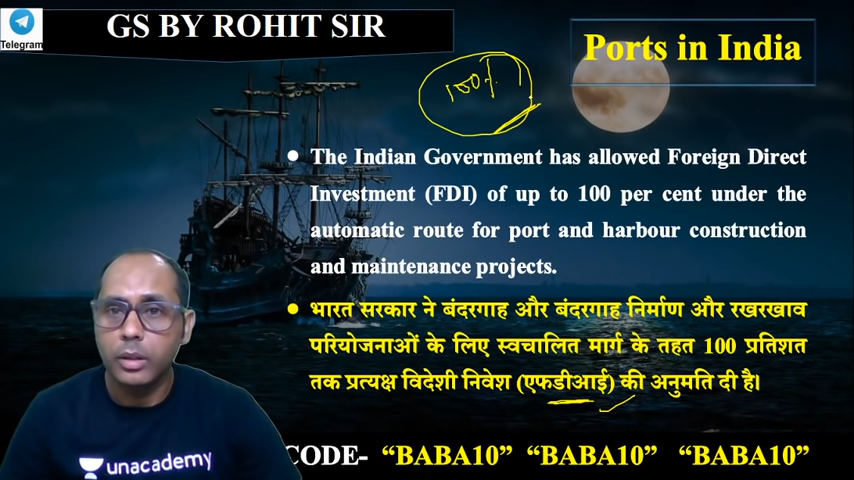 GS BY ROHIT SIR
Telegram
Ports in India
100%
The Indian Government has allowed Foreign Direct
Investment (FDI) of up to 100 per cent under the
automatic route for port and harbour construction
and maintenance projects.
भारत सरकार ने बंदरगाह और बंदरगाह निर्माण और रखरखाव
परियोजनाओं के लिए स्वचालित मार्ग के तहत 100 प्रतिशत
तक प्रत्यक्ष विदेशी निवेश (एफडीआई) की अनुमति दी है।
unacademy
CODE- “BABA10” “BABA10” “BABA10”